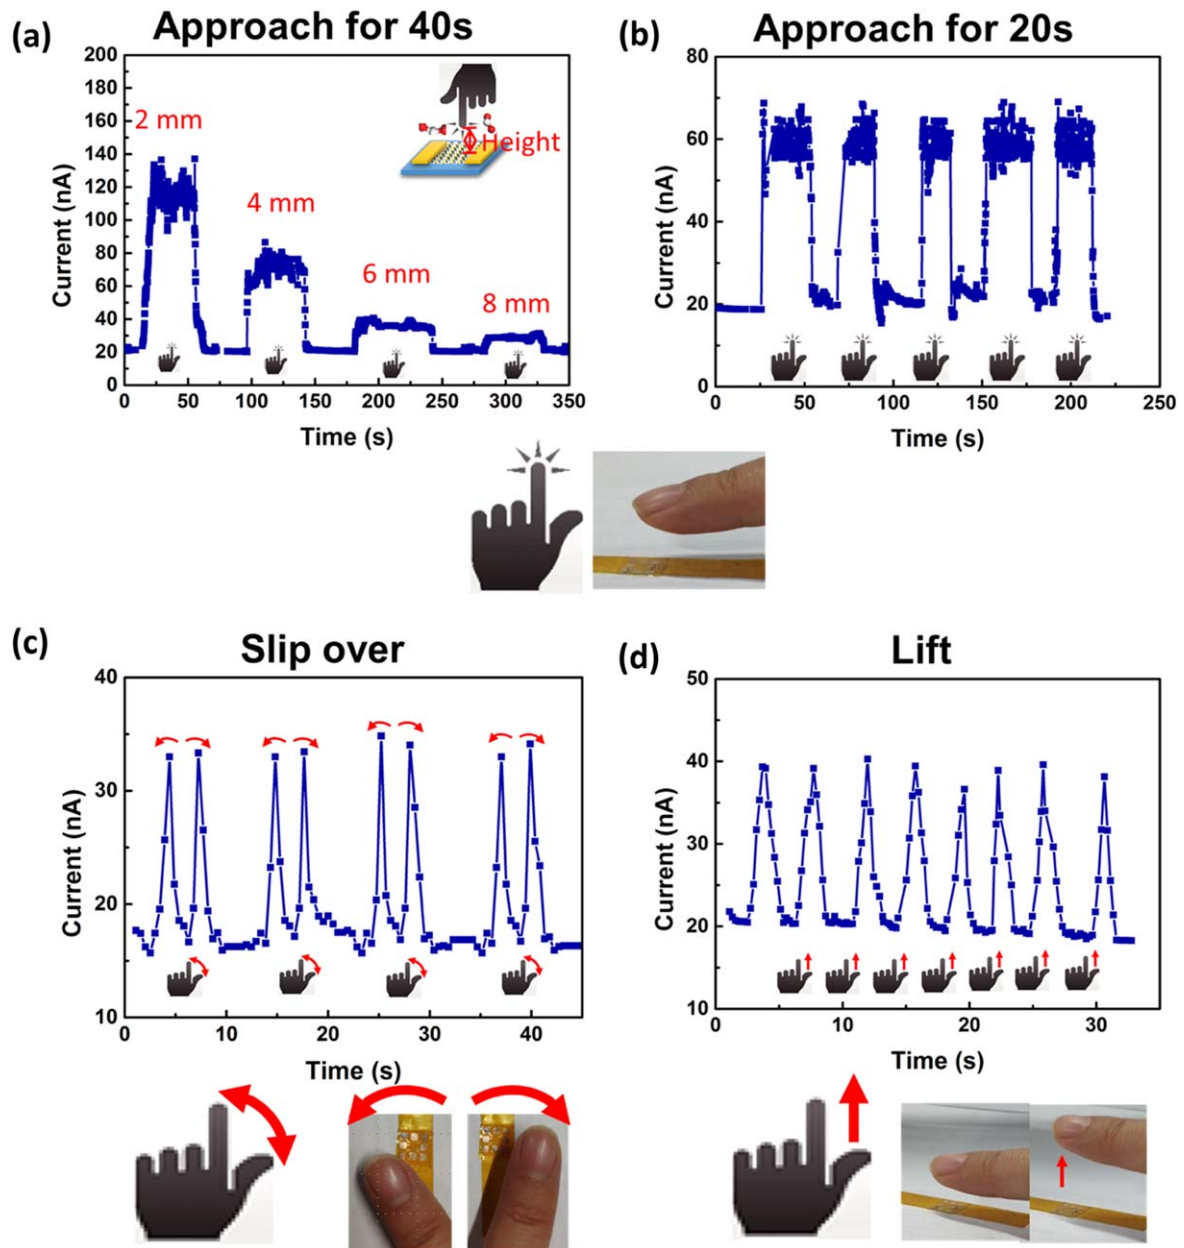 (a)
Approach for 40s
200
180
160
140
120
100
80
60
40
20
0
Current (nA)
2 mm
4 mm
6 mm
8 mm
Height
0 50 100 150 200 250 300 350
Time (s)
(b)
Approach for 20s
80
60
40
20
0
Current (nA)
0 50 100 150 200 250
Time (s)
(c)
Slip over
40
30
20
10
Current (nA)
0 10 20 30 40
Time (s)
(d)
Lift
50
40
30
20
10
Current (nA)
0 10 20 30
Time (s)